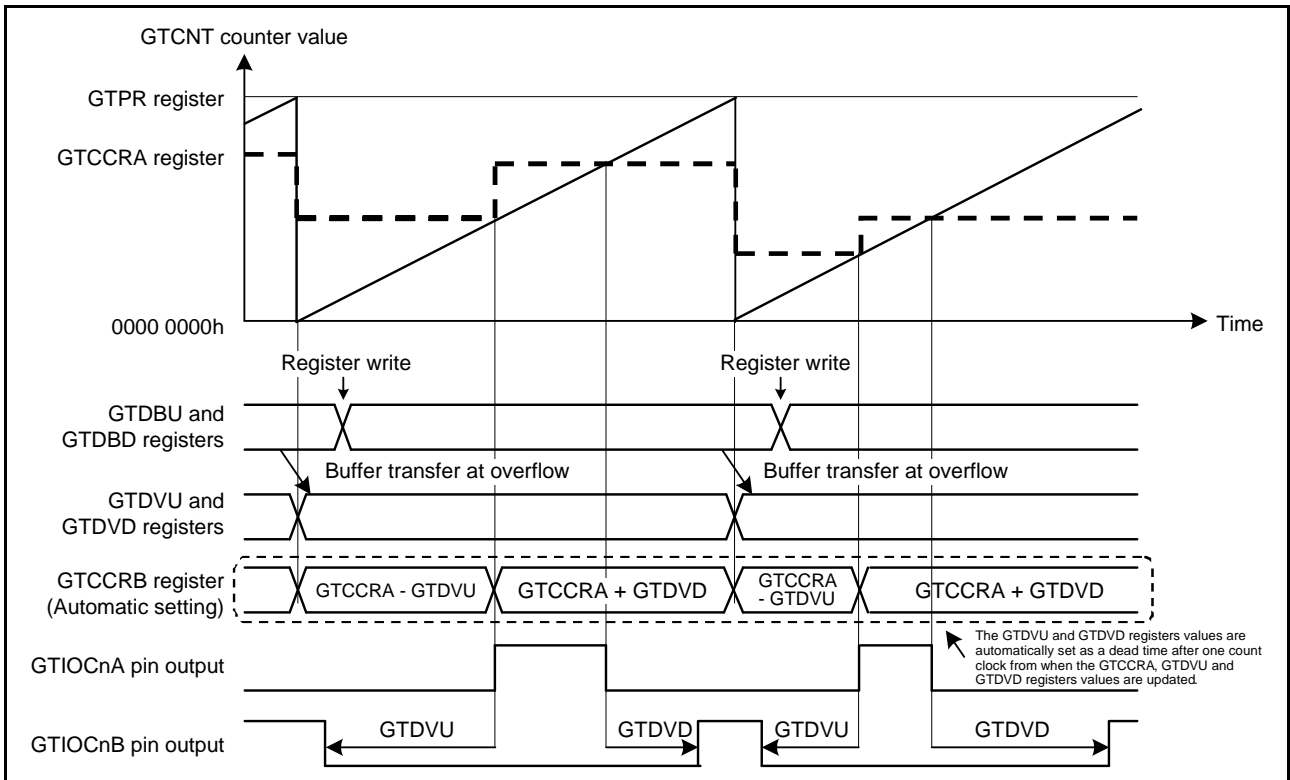 GTCNT counter value
GTPR register
GTCCRA register
0000 0000h
Time
Register write
Register write
GTDBU and
GTDBD registers
Buffer transfer at overflow
Buffer transfer at overflow
GTDVU and
GTDVD registers
GTCCRB register
(Automatic setting)
GTCCRA - GTDVU
GTCCRA + GTDVD
GTCCRA
- GTDVU
GTCCRA + GTDVD
The GTDVU and GTDVD registers values are
automatically set as a dead time after one count
clock from when the GTCCRA, GTDVU and
GTDVD registers values are updated.
GTIOCnA pin output
GTIOCnB pin output
GTDVU
GTDVD
GTDVU
GTDVD